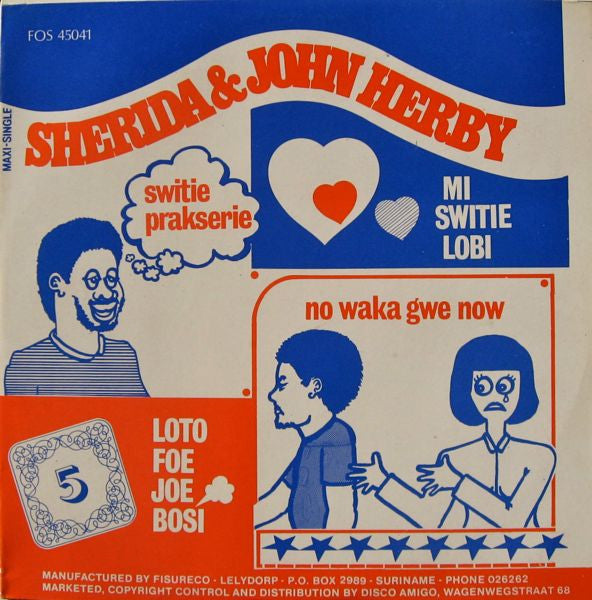 FOS 45041
MAXI-SINGLE
SHERIDA & JOHN HERBY
switie
prakserie
MI
SWITIE
LOBI
no waka gwe now
LOTO
FOE
JOE
BOSI
5
MANUFACTURED BY FISURECO - LELYDORP - P.O. BOX 2989 - SURINAME - PHONE 026262
MARKETED, COPYRIGHT CONTROL AND DISTRIBUTION BY DISCO AMIGO, WAGENWEGSTRAAT 68